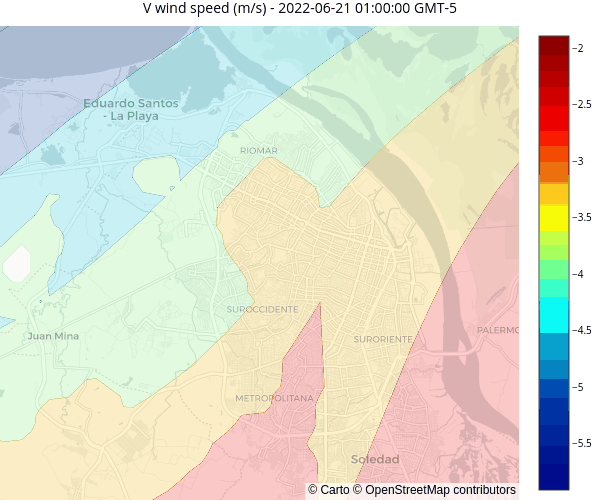 V wind speed (m/s) - 2022-06-21 01:00:00 GMT-5
−2
−2.5
−3
−3.5
−4
−4.5
−5
−5.5
Eduardo Santos
- La Playa
RIOMAR
SUROCCIDENTE
Juan Mina
SURORIENTE
PALERMO
METROPOLITANA
Soledad
© Carto © OpenStreetMap contributors